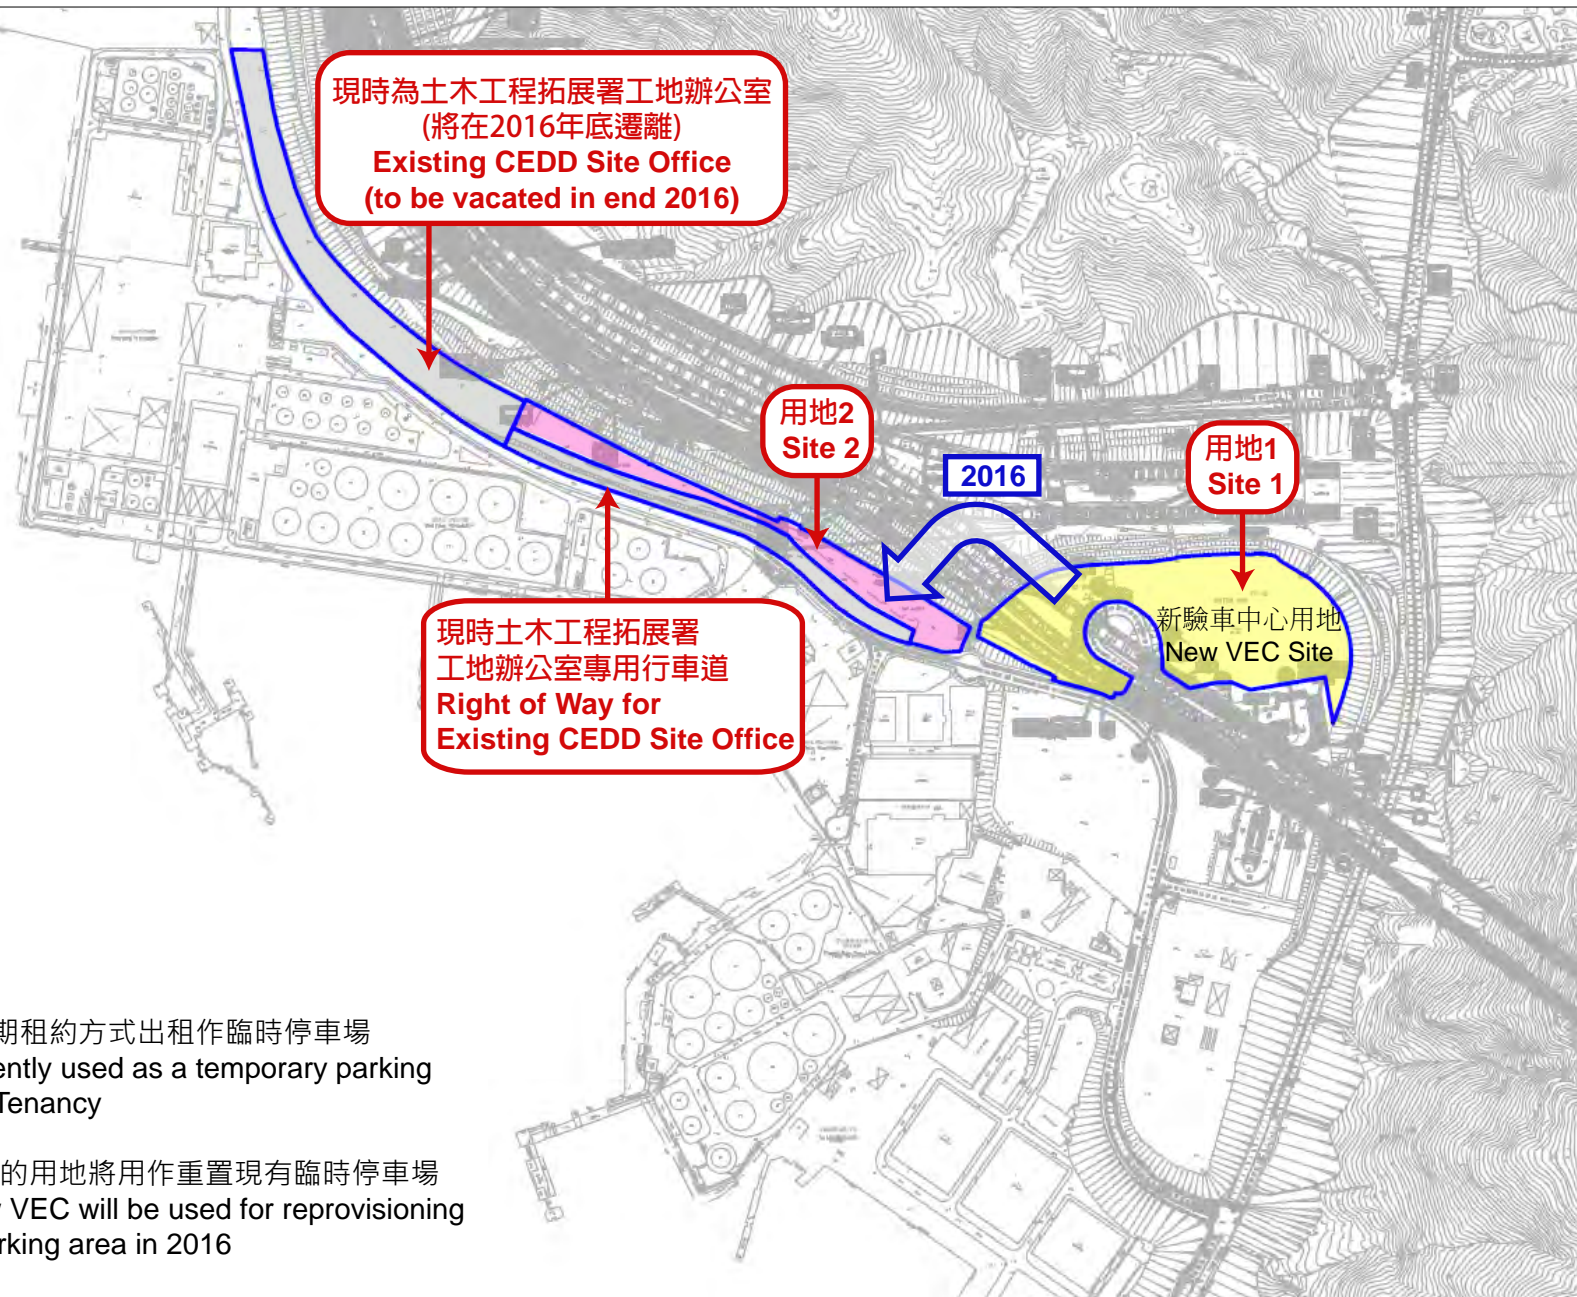 現時為土木工程拓展署工地辦公室
(將在2016年底遷離)
Existing CEDD Site Office
(to be vacated in end 2016)
用地2
Site 2
2016
用地1
Site 1
新驗車中心用地
New VEC Site
現時土木工程拓展署
工地辦公室專用行車道
Right of Way for
Existing CEDD Site Office
期租約方式出租作臨時停車場
ently used as a temporary parking
Tenancy
的用地將用作重置現有臨時停車場
VEC will be used for reprovisioning
rking area in 2016